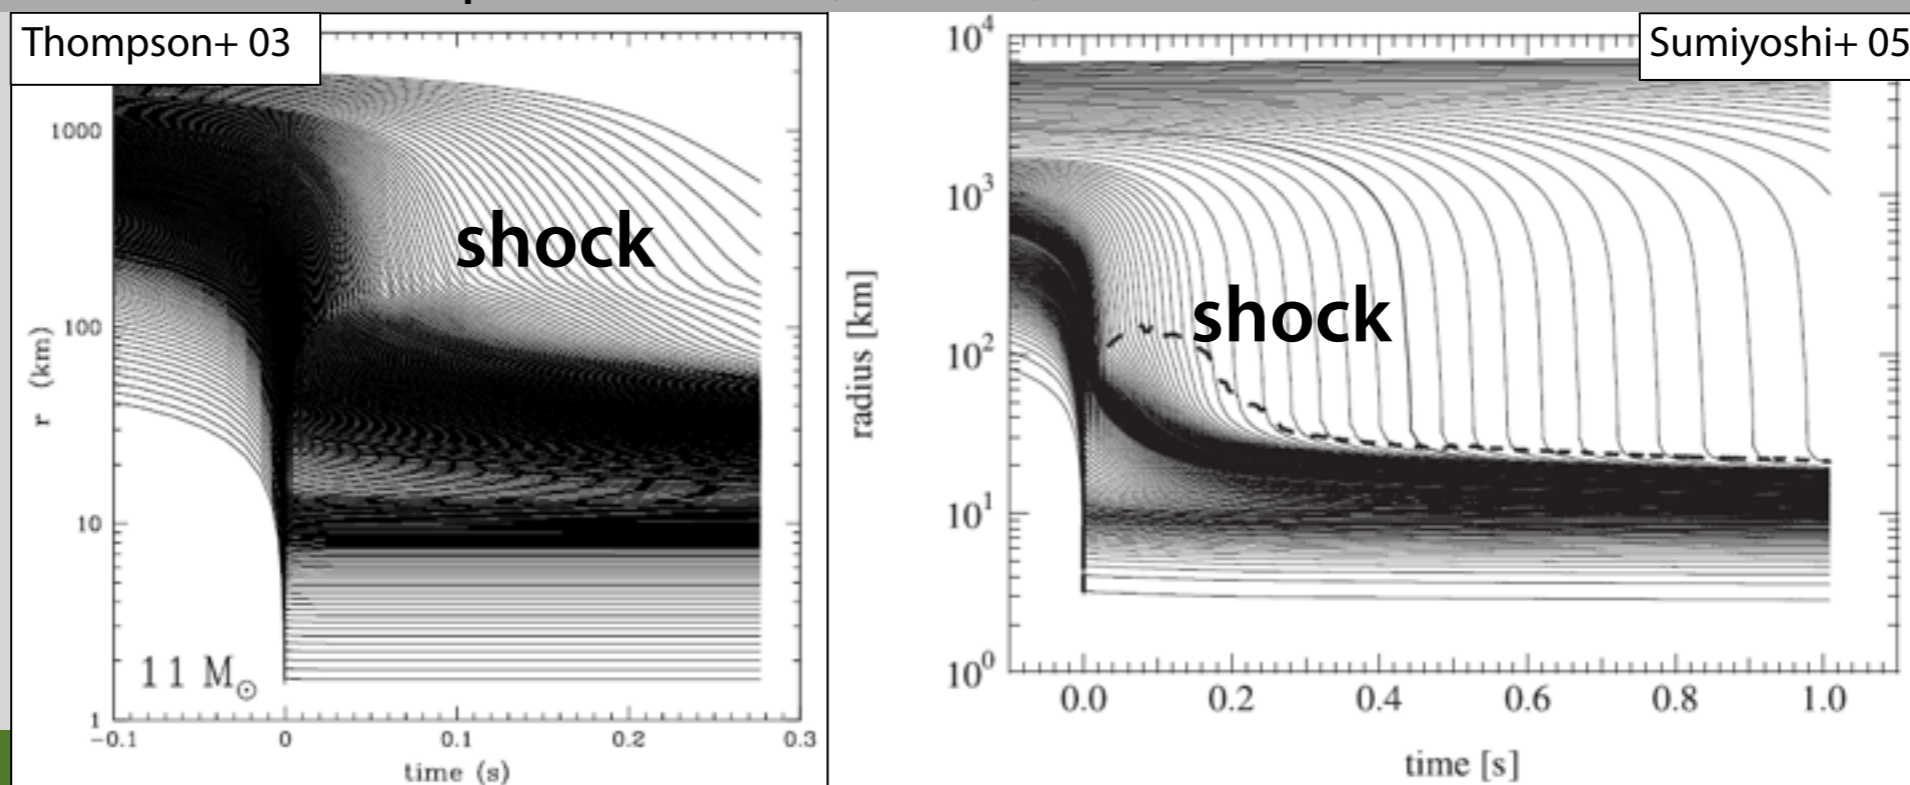 Thompson+ 03
1000
100
10
1
r (km)
shock
11 M⊙
-0.1 0 0.1 0.2 0.3
time (s)
Sumiyoshi+ 05
10⁴
10³
10²
10¹
10⁰
radius [km]
shock
0.0 0.2 0.4 0.6 0.8 1.0
time [s]